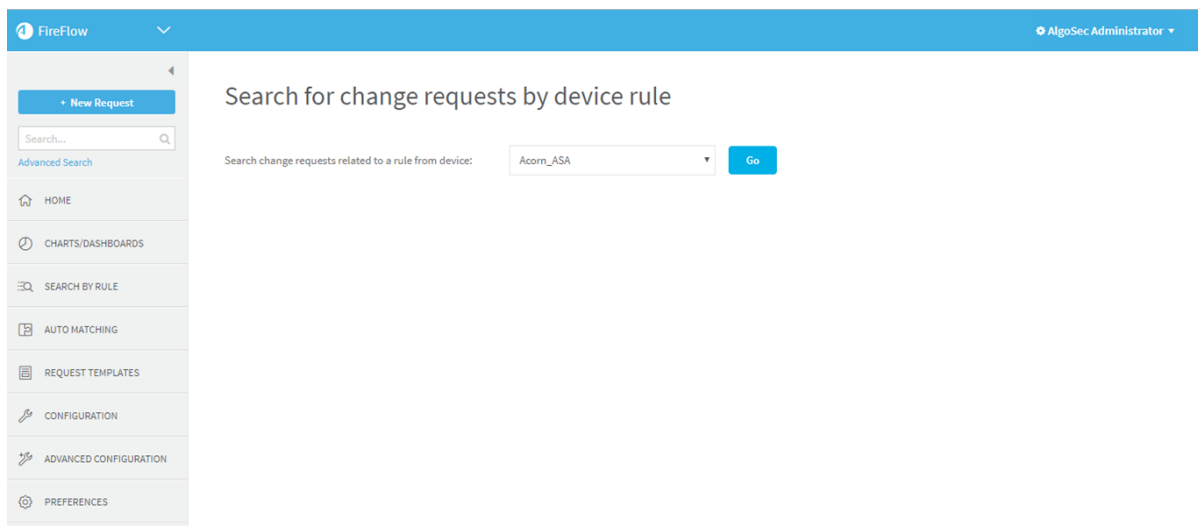 FireFlow
AlgoSec Administrator
+ New Request
Search...
Advanced Search
HOME
CHARTS/DASHBOARDS
SEARCH BY RULE
AUTO MATCHING
REQUEST TEMPLATES
CONFIGURATION
ADVANCED CONFIGURATION
PREFERENCES
Search for change requests by device rule
Search change requests related to a rule from device: Acorn_ASA Go